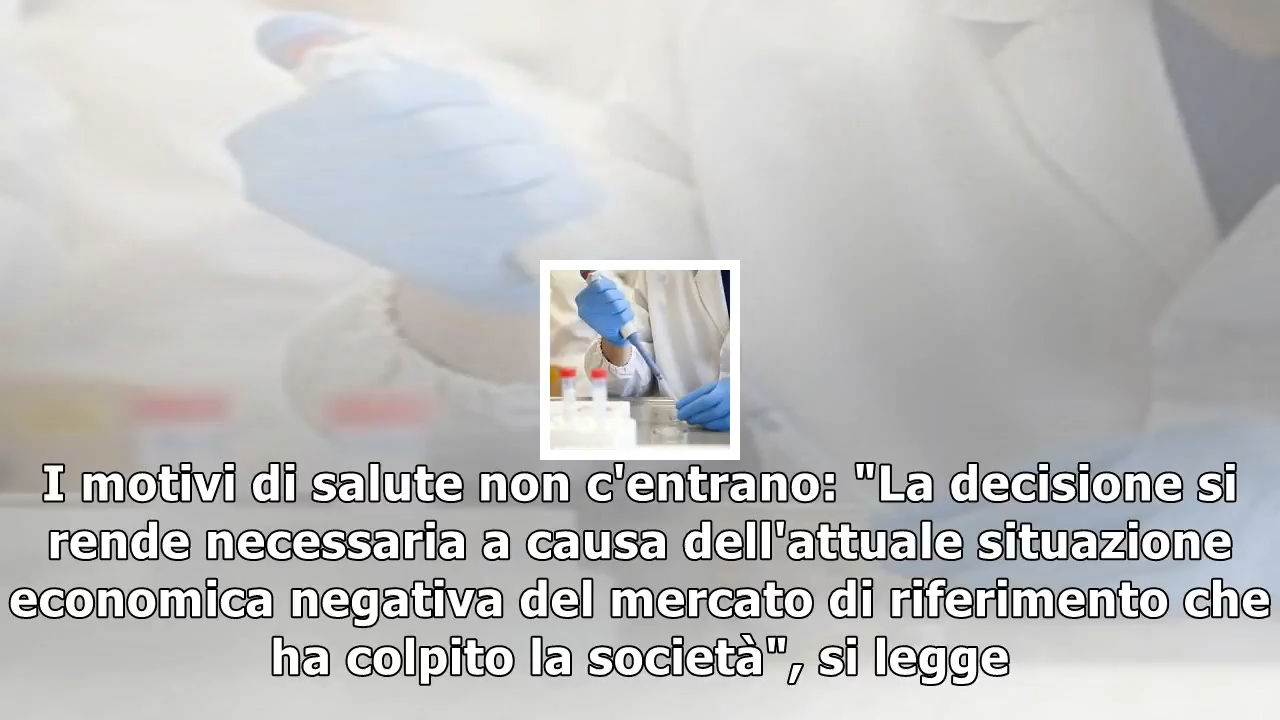 I motivi di salute non c'entrano: "La decisione si
rende necessaria a causa dell'attuale situazione
economica negativa del mercato di riferimento che
ha colpito la società", si legge